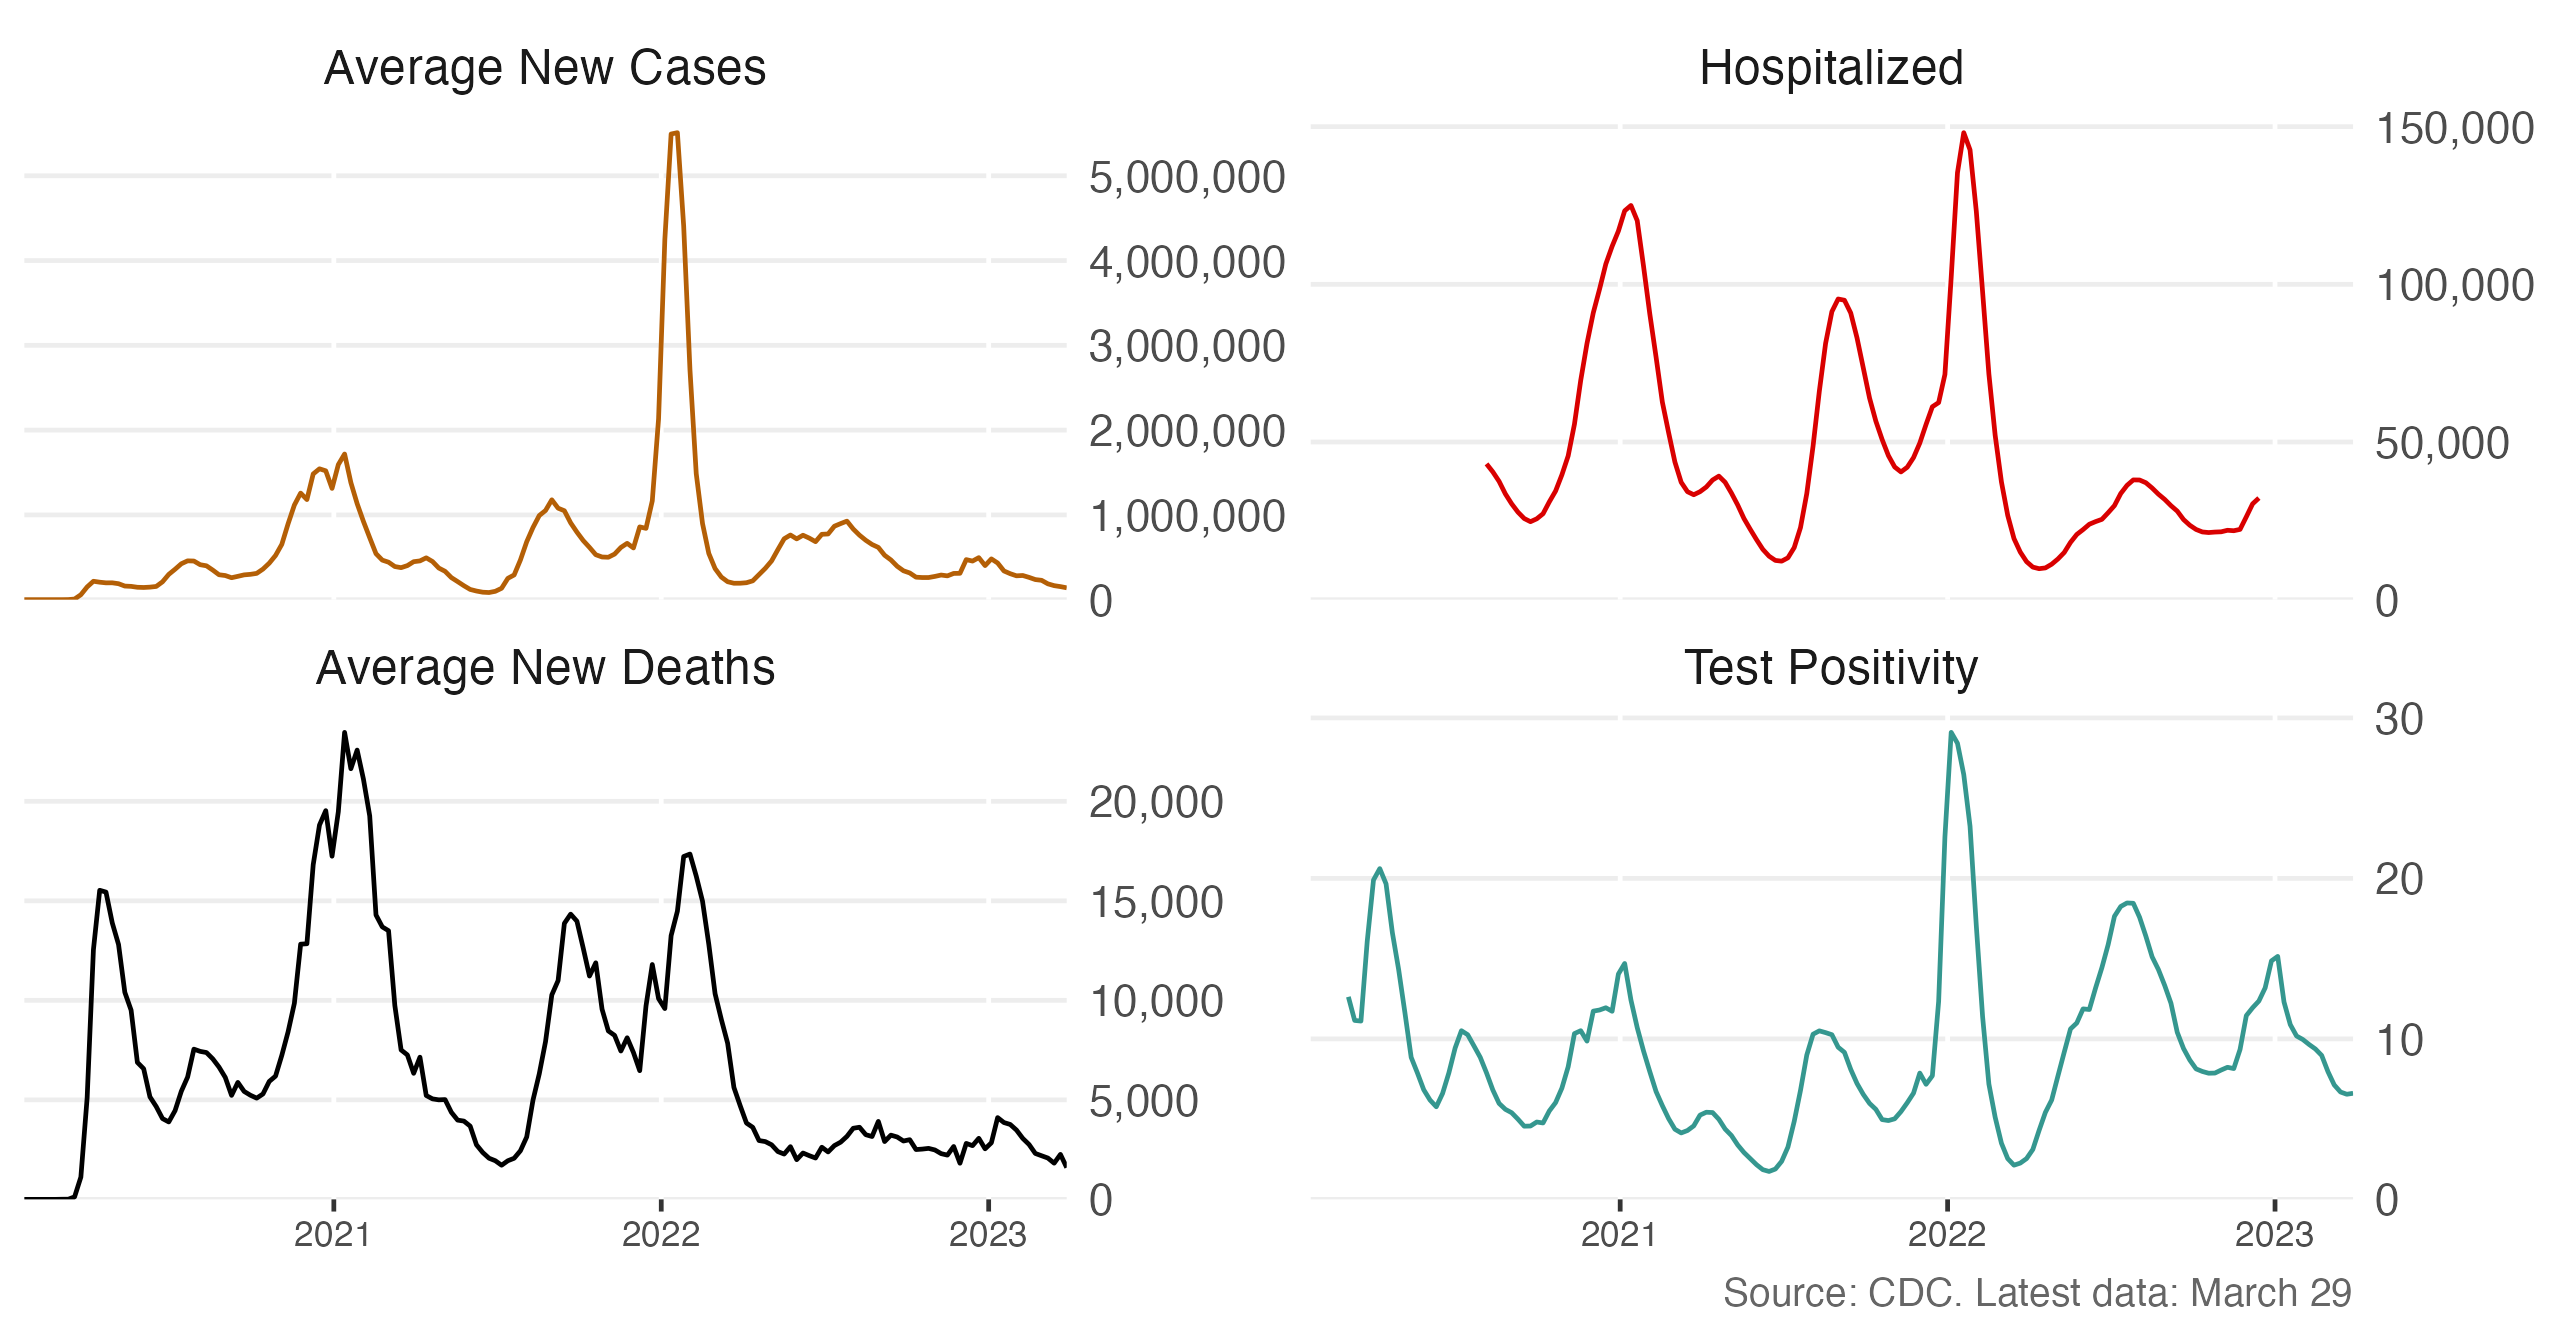 Average New Cases
5,000,000
4,000,000
3,000,000
2,000,000
1,000,000
0
Hospitalized
150,000
100,000
50,000
0
Average New Deaths
20,000
15,000
10,000
5,000
0
2021 2022 2023
Test Positivity
30
20
10
0
2021 2022 2023
Source: CDC. Latest data: March 29